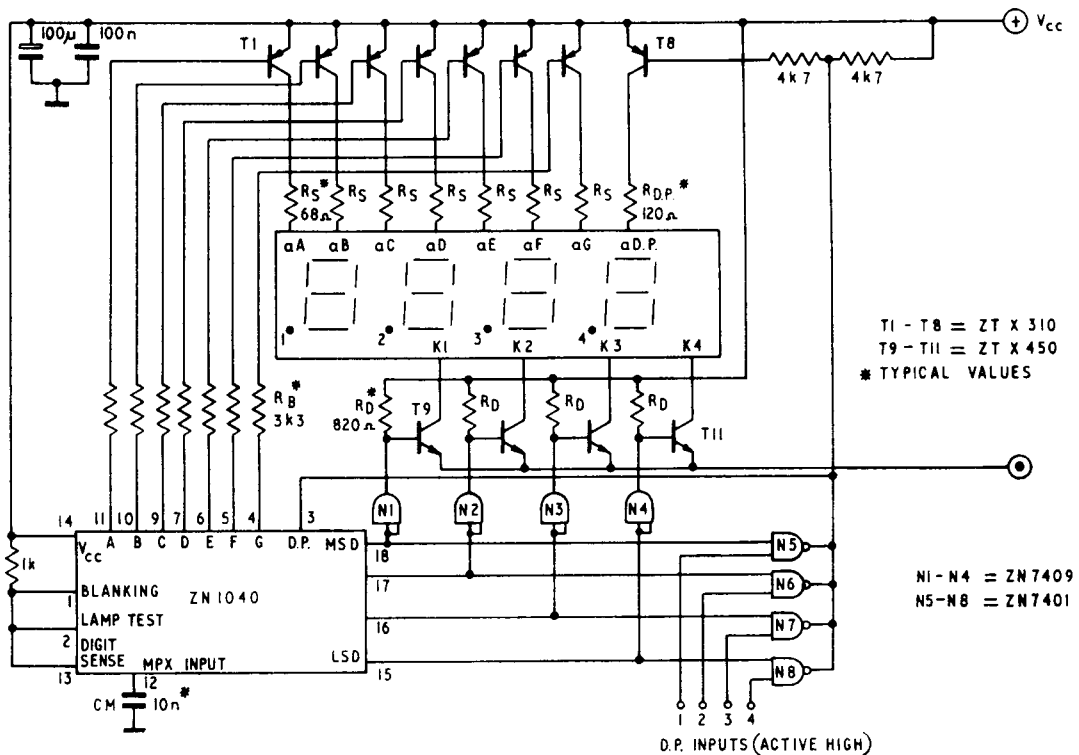 100µ 100n T1 T8 + Vcc
4k7 4k7
RS* RS RS RS RS RS RS RD.P.*
68Ω 120Ω
aA aB aC aD aE aF aG aD.P.
1 2 3 4
K1 K2 K3 K4
T1 - T8 = ZTX310
T9 - T11 = ZTX450
* TYPICAL VALUES
RB* RD* T9 RD RD RD T11
3k3 820Ω
N1 N2 N3 N4
14 11 10 9 7 6 5 4 3
VCC A B C D E F G D.P. MSD 18
1k
BLANKING ZN1040 17
1
LAMP TEST 16
2
DIGIT
SENSE MPX INPUT LSD 15
13 12
CM 10n*
N5
N6
N7
N8
N1-N4 = ZN7409
N5-N8 = ZN7401
1 2 3 4
D.P. INPUTS (ACTIVE HIGH)